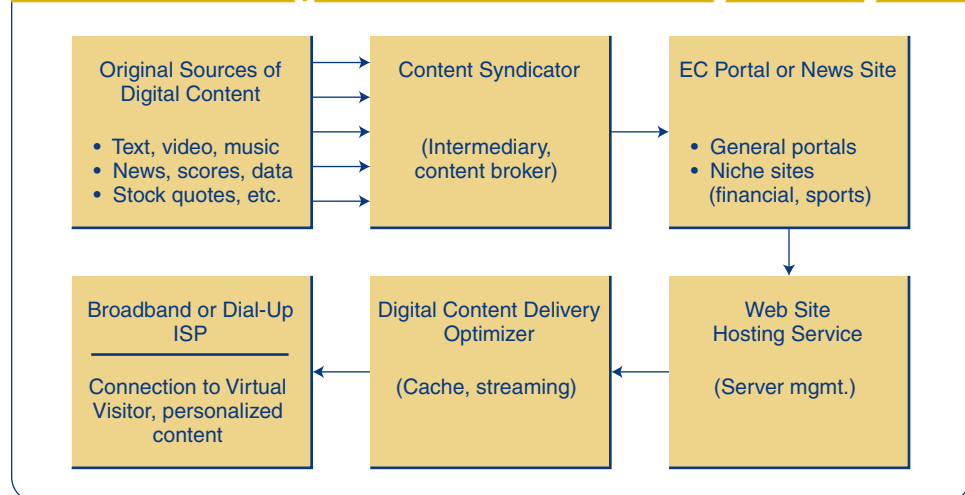 Original Sources of
Digital Content
• Text, video, music
• News, scores, data
• Stock quotes, etc.
Content Syndicator
(Intermediary,
content broker)
EC Portal or News Site
• General portals
• Niche sites
(financial, sports)
Broadband or Dial-Up
ISP
Connection to Virtual
Visitor, personalized
content
Digital Content Delivery
Optimizer
(Cache, streaming)
Web Site
Hosting Service
(Server mgmt.)